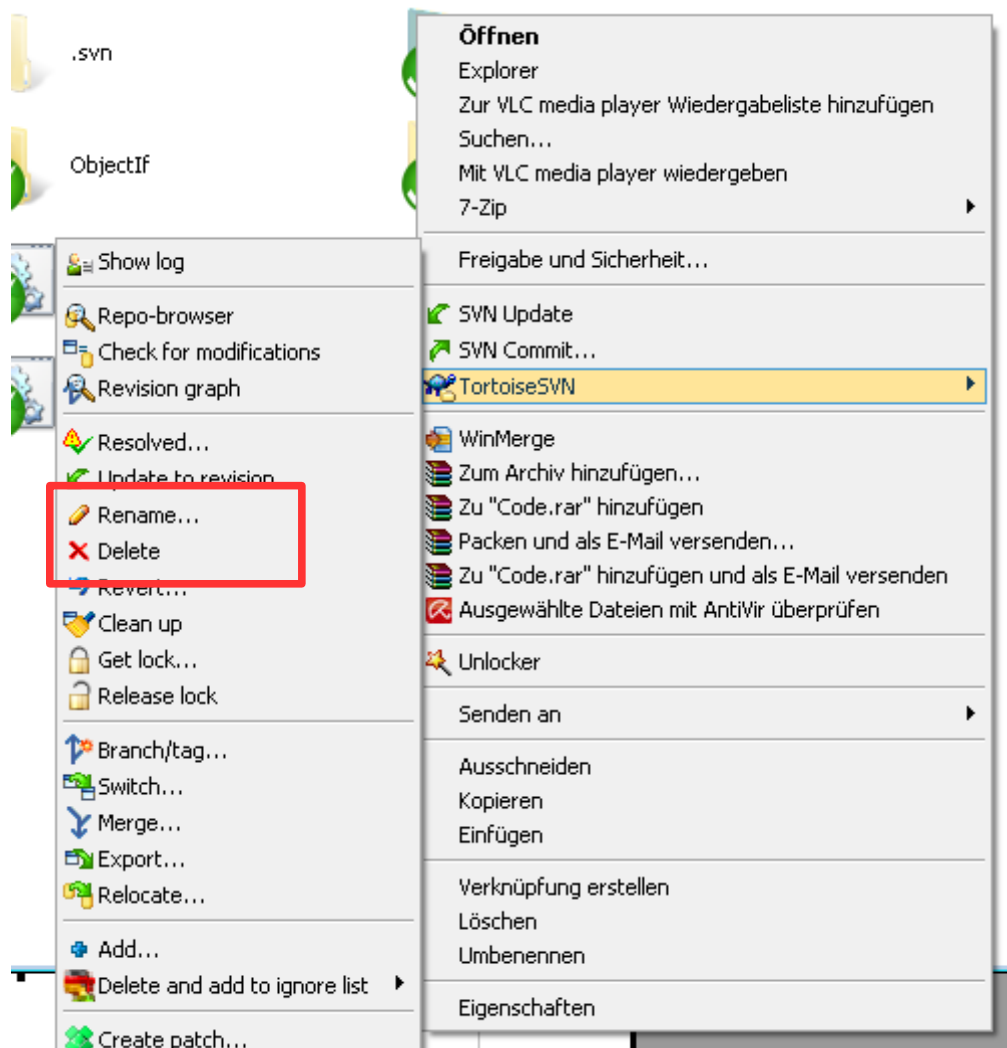 .svn
ObjectIf
Öffnen
Explorer
Zur VLC media player Wiedergabeliste hinzufügen
Suchen...
Mit VLC media player wiedergeben
7-Zip
Freigabe und Sicherheit...
SVN Update
SVN Commit...
TortoiseSVN
WinMerge
Zum Archiv hinzufügen...
Zu "Code.rar" hinzufügen
Packen und als E-Mail versenden...
Zu "Code.rar" hinzufügen und als E-Mail versenden
Ausgewählte Dateien mit AntiVir überprüfen
Unlocker
Senden an
Ausschneiden
Kopieren
Einfügen
Verknüpfung erstellen
Löschen
Umbenennen
Eigenschaften
Show log
Repo-browser
Check for modifications
Revision graph
Resolved...
Update to revision
Rename...
Delete
Revert...
Clean up
Get lock...
Release lock
Branch/tag...
Switch...
Merge...
Export...
Relocate...
Add...
Delete and add to ignore list
Create patch...